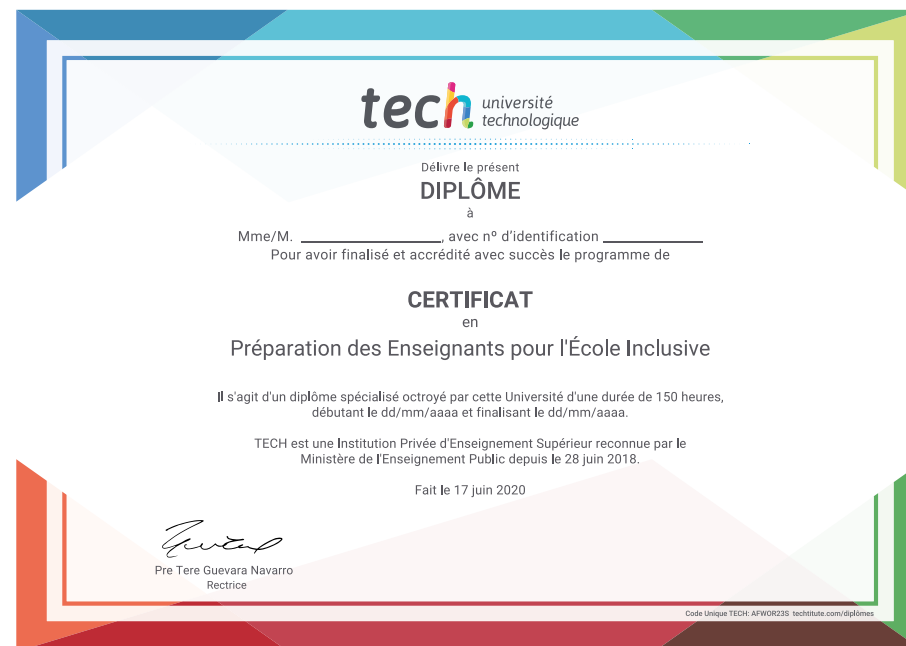 tech université
technologique
Délivre le présent
DIPLÔME
à
Mme/M. ____________________, avec nº d'identification ______________
Pour avoir finalisé et accrédité avec succès le programme de
CERTIFICAT
en
Préparation des Enseignants pour l'École Inclusive
Il s'agit d'un diplôme spécialisé octroyé par cette Université d'une durée de 150 heures,
débutant le dd/mm/aaaa et finalisant le dd/mm/aaaa.
TECH est une Institution Privée d'Enseignement Supérieur reconnue par le
Ministère de l'Enseignement Public depuis le 28 juin 2018.
Fait le 17 juin 2020
Pre Tere Guevara Navarro
Rectrice
Code Unique TECH: AFWOR23S techtitute.com/diplômes